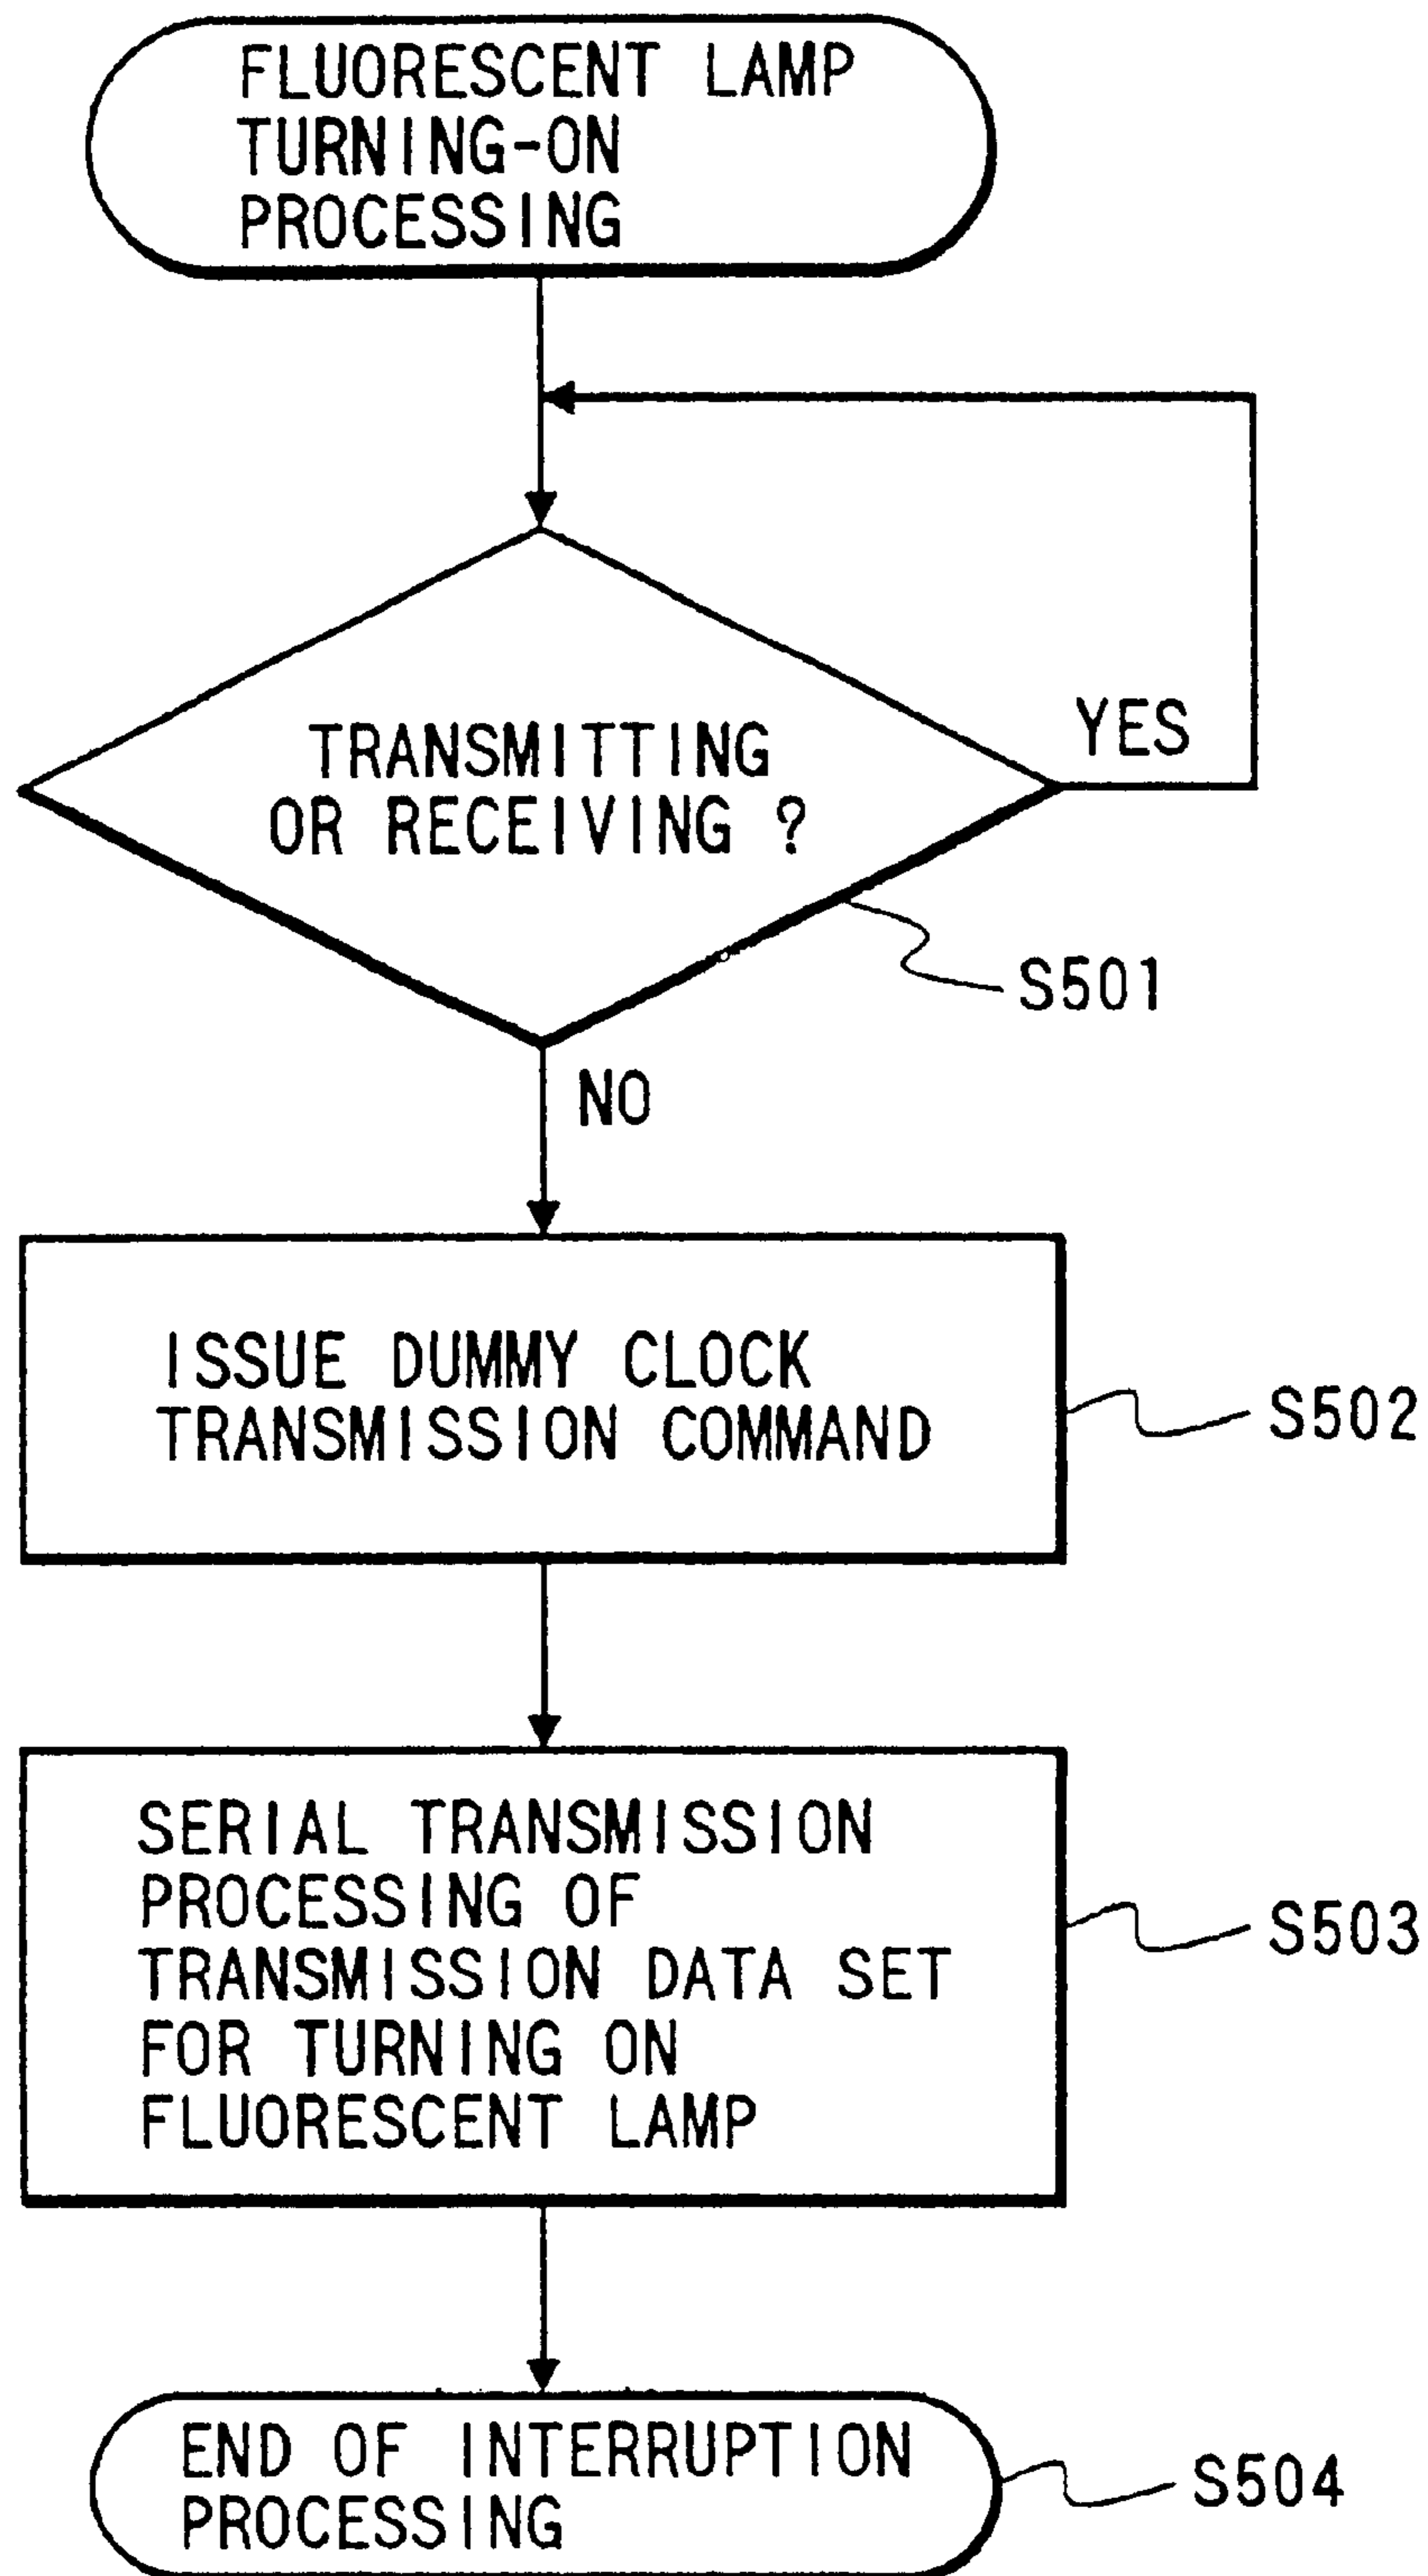 FLUORESCENT LAMP
TURNING-ON
PROCESSING
YES
TRANSMITTING
OR RECEIVING ?
S501
NO
ISSUE DUMMY CLOCK
TRANSMISSION COMMAND
S502
SERIAL TRANSMISSION
PROCESSING OF
TRANSMISSION DATA SET
FOR TURNING ON
FLUORESCENT LAMP
S503
END OF INTERRUPTION
PROCESSING
S504